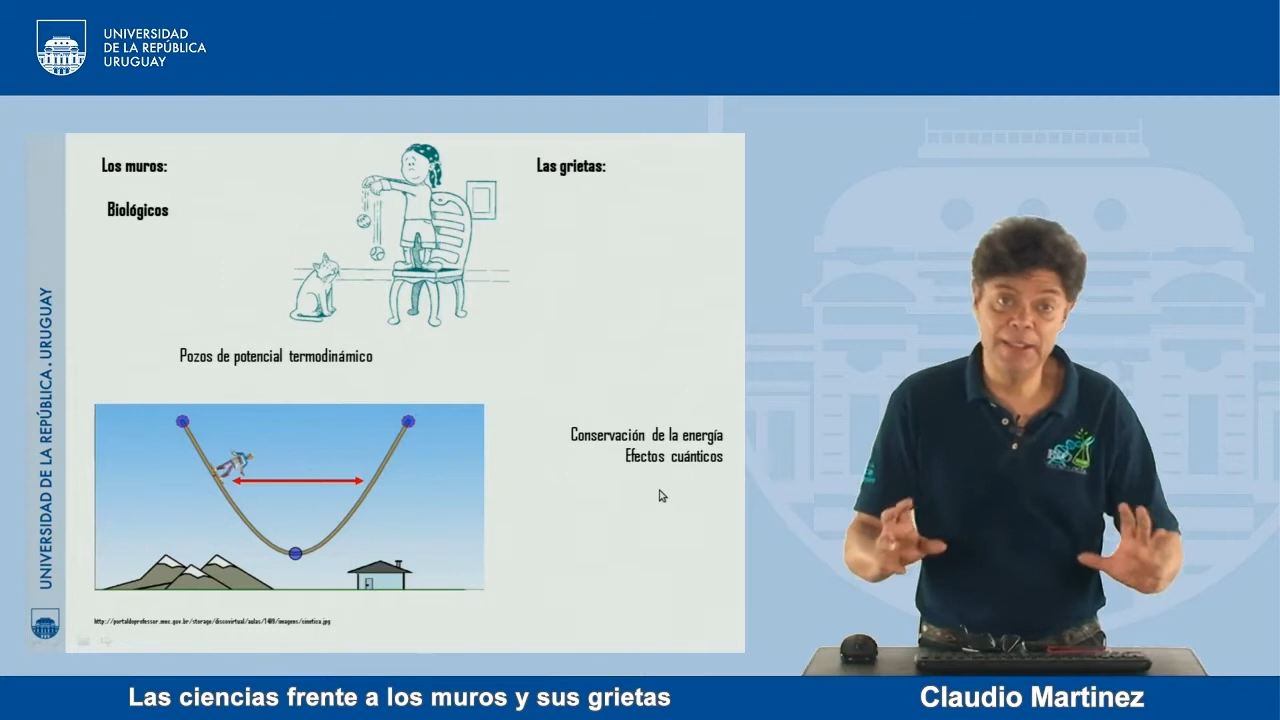 UNIVERSIDAD
DE LA REPÚBLICA
URUGUAY
Los muros:
Las grietas:
Biológicos
UNIVERSIDAD DE LA REPÚBLICA . URUGUAY
Pozos de potencial termodinámico
Conservación de la energía
Efectos cuánticos
Las ciencias frente a los muros y sus grietas
Claudio Martinez